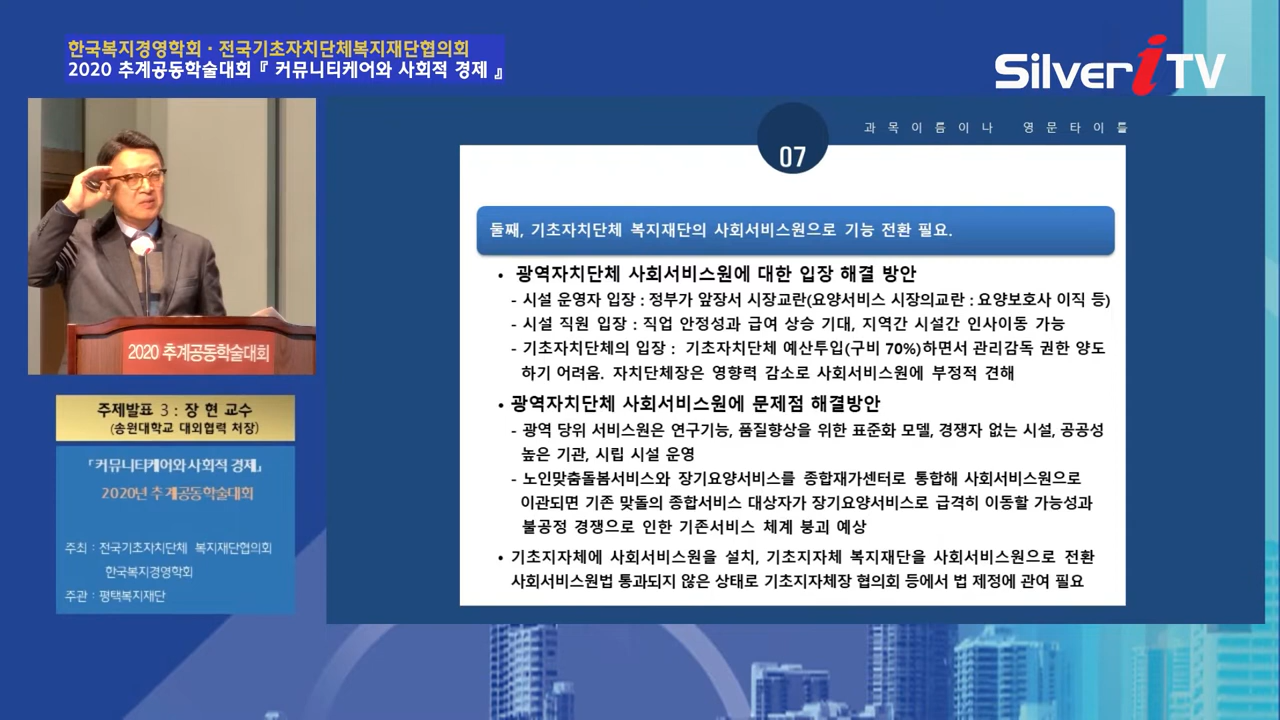 한국복지경영학회 · 전국기초자치단체복지재단협의회
2020 추계공동학술대회 『 커뮤니티케어와 사회적 경제 』
SilveriTV
과목이름이나 영문타이틀
07
둘째, 기초자치단체 복지재단의 사회서비스원으로 기능 전환 필요.
• 광역자치단체 사회서비스원에 대한 입장 해결 방안
- 시설 운영자 입장 : 정부가 앞장서 시장교란(요양서비스 시장의교란 : 요양보호사 이직 등)
- 시설 직원 입장 : 직업 안정성과 급여 상승 기대, 지역간 시설간 인사이동 가능
- 기초자치단체의 입장 : 기초자치단체 예산투입(구비 70%)하면서 관리감독 권한 양도
하기 어려움. 자치단체장은 영향력 감소로 사회서비스원에 부정적 견해
• 광역자치단체 사회서비스원에 문제점 해결방안
- 광역 당위 서비스원은 연구기능, 품질향상을 위한 표준화 모델, 경쟁자 없는 시설, 공공성
높은 기관, 시립 시설 운영
- 노인맞춤돌봄서비스와 장기요양서비스를 종합재가센터로 통합해 사회서비스원으로
이관되면 기존 맞돌의 종합서비스 대상자가 장기요양서비스로 급격히 이동할 가능성과
불공정 경쟁으로 인한 기존서비스 체계 붕괴 예상
• 기초지자체에 사회서비스원을 설치, 기초지자체 복지재단을 사회서비스원으로 전환
사회서비스원법 통과되지 않은 상태로 기초지자체장 협의회 등에서 법 제정에 관여 필요
2020 추계공동학술대회
주제발표 3 : 장 현 교수
(송원대학교 대외협력 처장)
「커뮤니티케어와 사회적 경제」
2020년 추계공동학술대회
주최 : 전국기초자치단체 복지재단협의회
한국복지경영학회
주관 : 평택복지재단